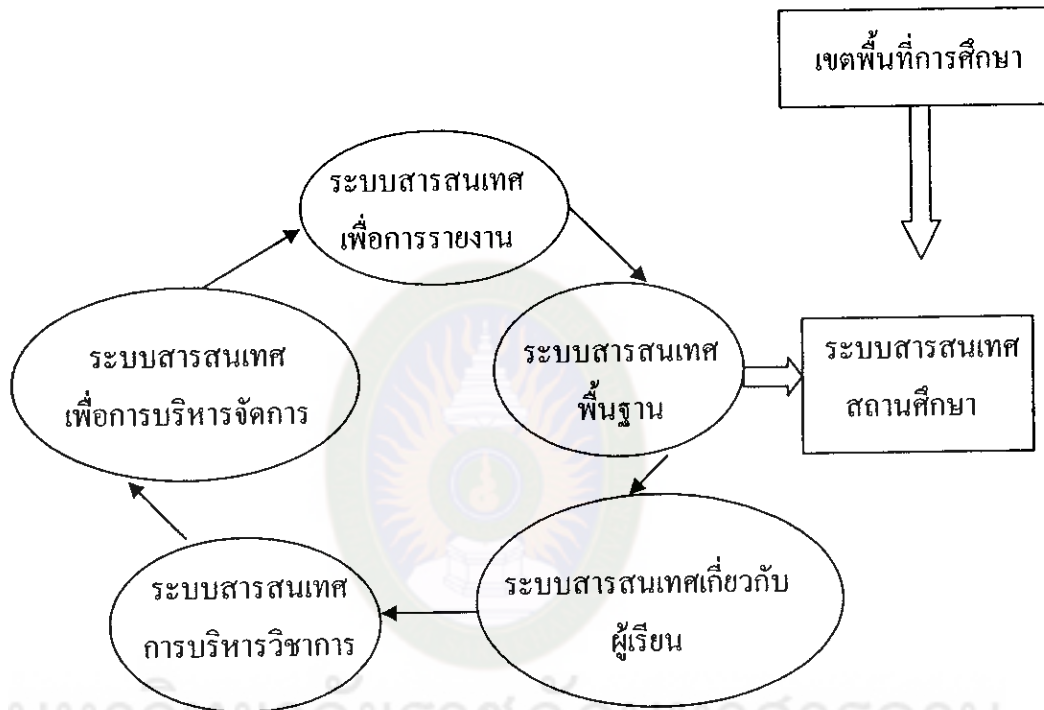 เขตพื้นที่การศึกษา
ระบบสารสนเทศ
เพื่อการรายงาน
ระบบสารสนเทศ
พื้นฐาน
ระบบสารสนเทศ
สถานศึกษา
ระบบสารสนเทศ
เพื่อการบริหารจัดการ
ระบบสารสนเทศเกี่ยวกับ
ผู้เรียน
ระบบสารสนเทศ
การบริหารวิชาการ